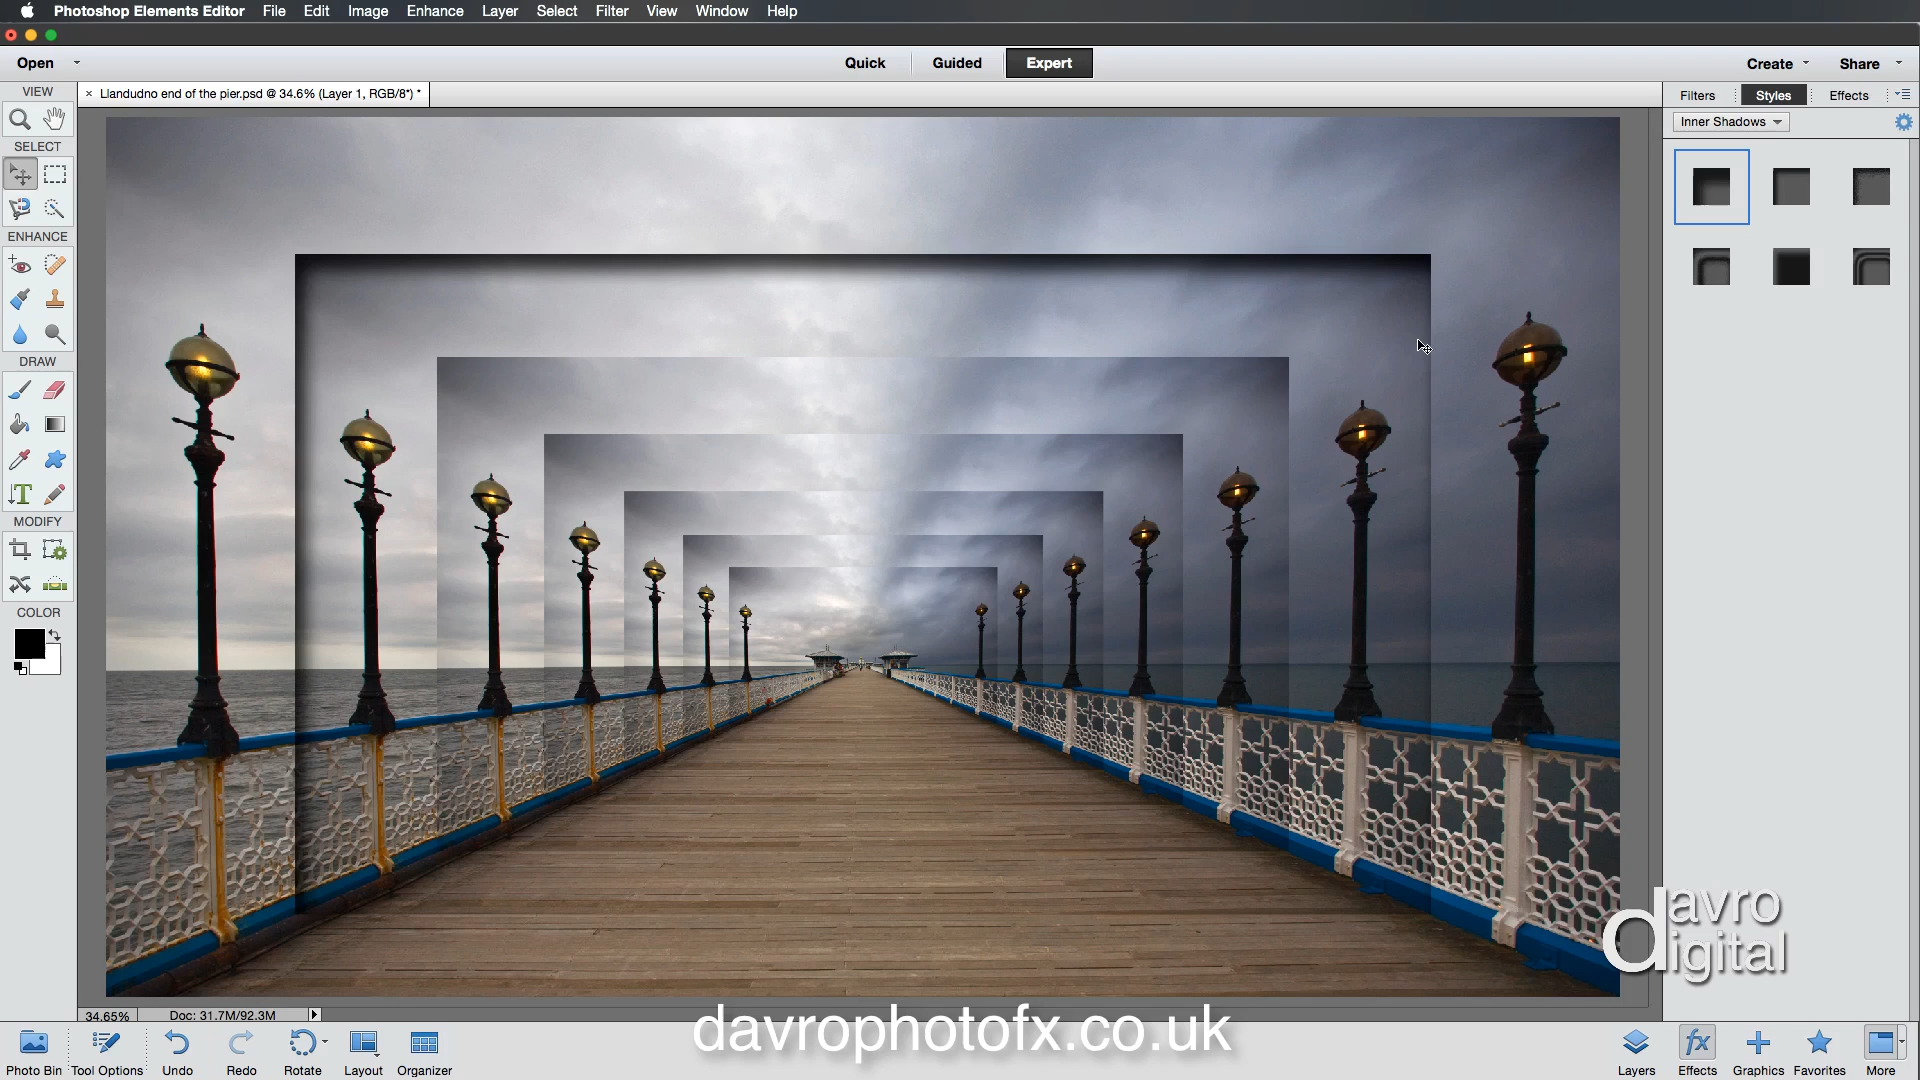 Photoshop Elements Editor File Edit Image Enhance Layer Select Filter View Window Help
Open Quick Guided Expert Create Share
VIEW
× Llandudno end of the pier.psd @ 34.6% (Layer 1, RGB/8*) *
Filters Styles Effects
Inner Shadows
SELECT
ENHANCE
DRAW
T
MODIFY
COLOR
davro
digital
34.65% Doc: 31.7M/92.3M
davrophotofx.co.uk
fx
Photo Bin Tool Options Undo Redo Rotate Layout Organizer Layers Effects Graphics Favorites More